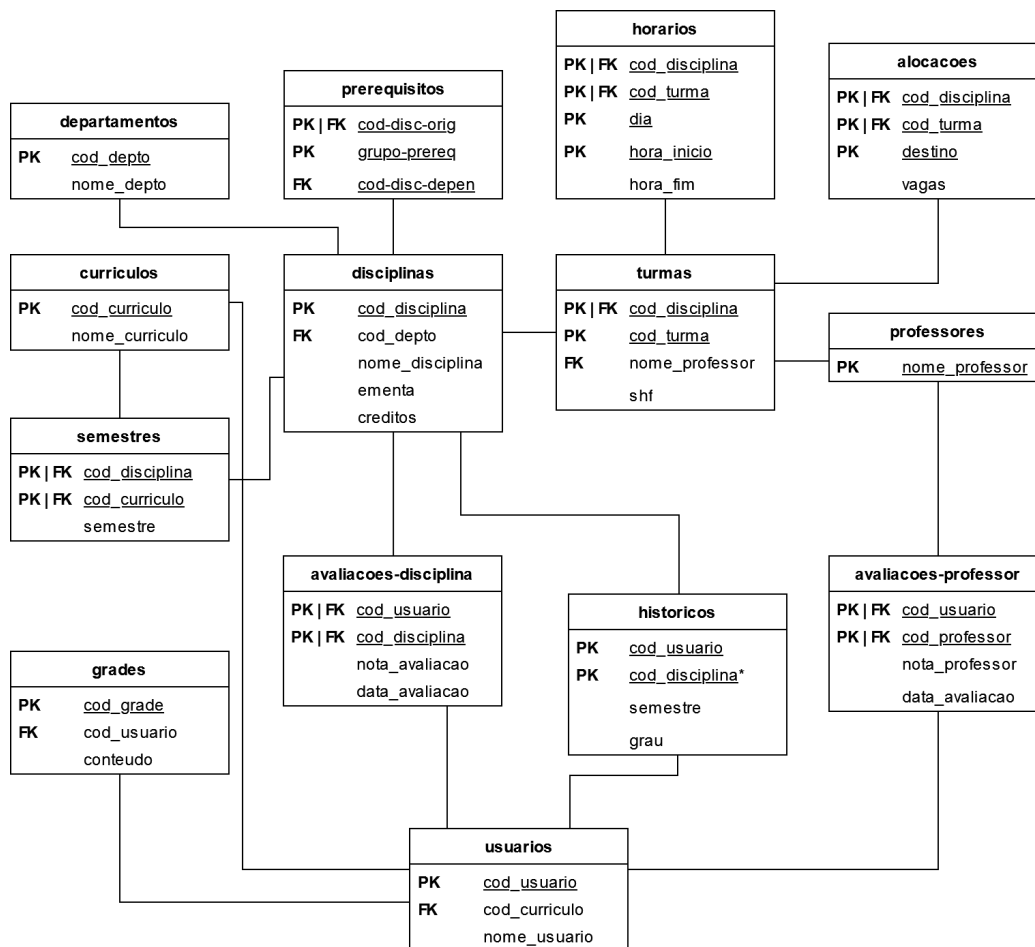 horarios
PK | FK cod_disciplina
PK | FK cod_turma
PK dia
PK hora_inicio
hora_fim
alocacoes
PK | FK cod_disciplina
PK | FK cod_turma
PK destino
vagas
prerequisitos
PK | FK cod-disc-orig
PK grupo-prereq
FK cod-disc-depen
departamentos
PK cod_depto
nome_depto
curriculos
PK cod_curriculo
nome_curriculo
disciplinas
PK cod_disciplina
FK cod_depto
nome_disciplina
ementa
creditos
turmas
PK | FK cod_disciplina
PK cod_turma
FK nome_professor
shf
professores
PK nome_professor
semestres
PK | FK cod_disciplina
PK | FK cod_curriculo
semestre
avaliacoes-disciplina
PK | FK cod_usuario
PK | FK cod_disciplina
nota_avaliacao
data_avaliacao
historicos
PK cod_usuario
PK cod_disciplina*
semestre
grau
avaliacoes-professor
PK | FK cod_usuario
PK | FK cod_professor
nota_professor
data_avaliacao
grades
PK cod_grade
FK cod_usuario
conteudo
usuarios
PK cod_usuario
FK cod_curriculo
nome_usuario